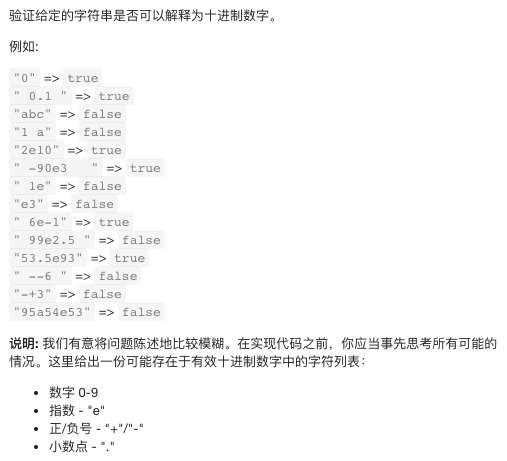 验证给定的字符串是否可以解释为十进制数字。
例如:
"0" => true
" 0.1 " => true
"abc" => false
"1 a" => false
"2e10" => true
" -90e3   " => true
" 1e" => false
"e3" => false
" 6e-1" => true
" 99e2.5 " => false
"53.5e93" => true
" --6 " => false
"-+3" => false
"95a54e53" => false
说明: 我们有意将问题陈述地比较模糊。在实现代码之前，你应当事先思考所有可能的
情况。这里给出一份可能存在于有效十进制数字中的字符列表：
• 数字 0-9
• 指数 - "e"
• 正/负号 - "+"/"-"
• 小数点 - "."